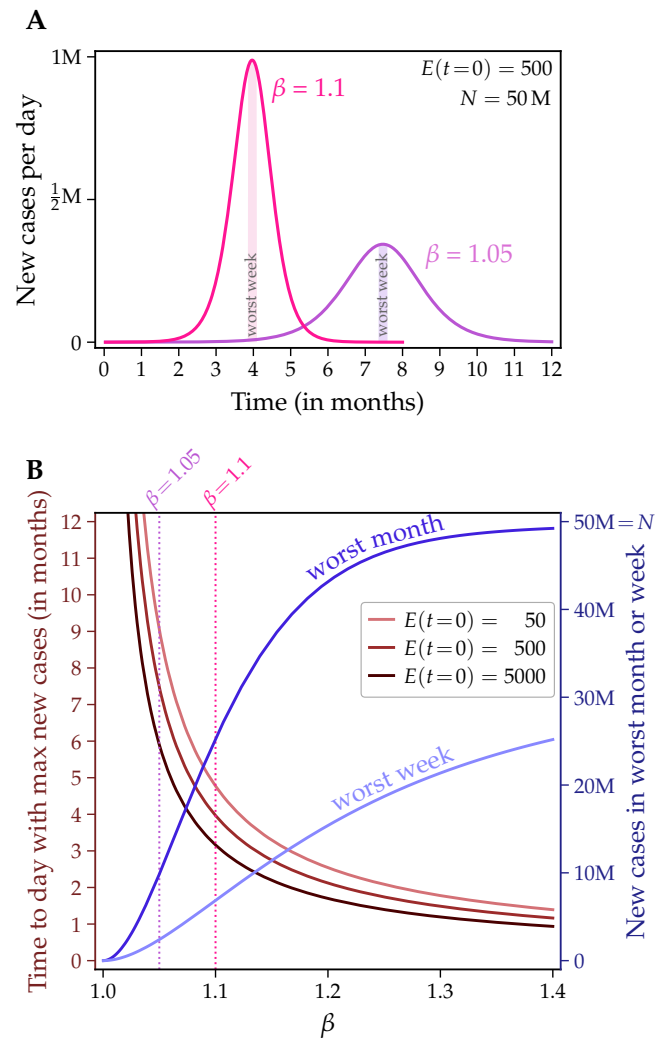 A
1M
½M
0
New cases per day
β = 1.1
E(t=0) = 500
N = 50 M
β = 1.05
worst week
worst week
0 1 2 3 4 5 6 7 8 9 10 11 12
Time (in months)
B
β = 1.05
β = 1.1
Time to day with max new cases (in months)
12
11
10
9
8
7
6
5
4
3
2
1
0
worst month
E(t=0) = 50
E(t=0) = 500
E(t=0) = 5000
worst week
50M=N
40M
30M
20M
10M
0
New cases in worst month or week
1.0 1.1 1.2 1.3 1.4
β